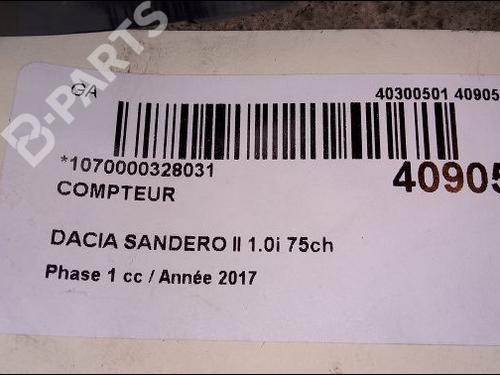 B-PARTS
GA
40300501 40905
*1070000328031
40905
COMPTEUR
DACIA SANDERO II 1.0i 75ch
Phase 1 cc / Année 2017